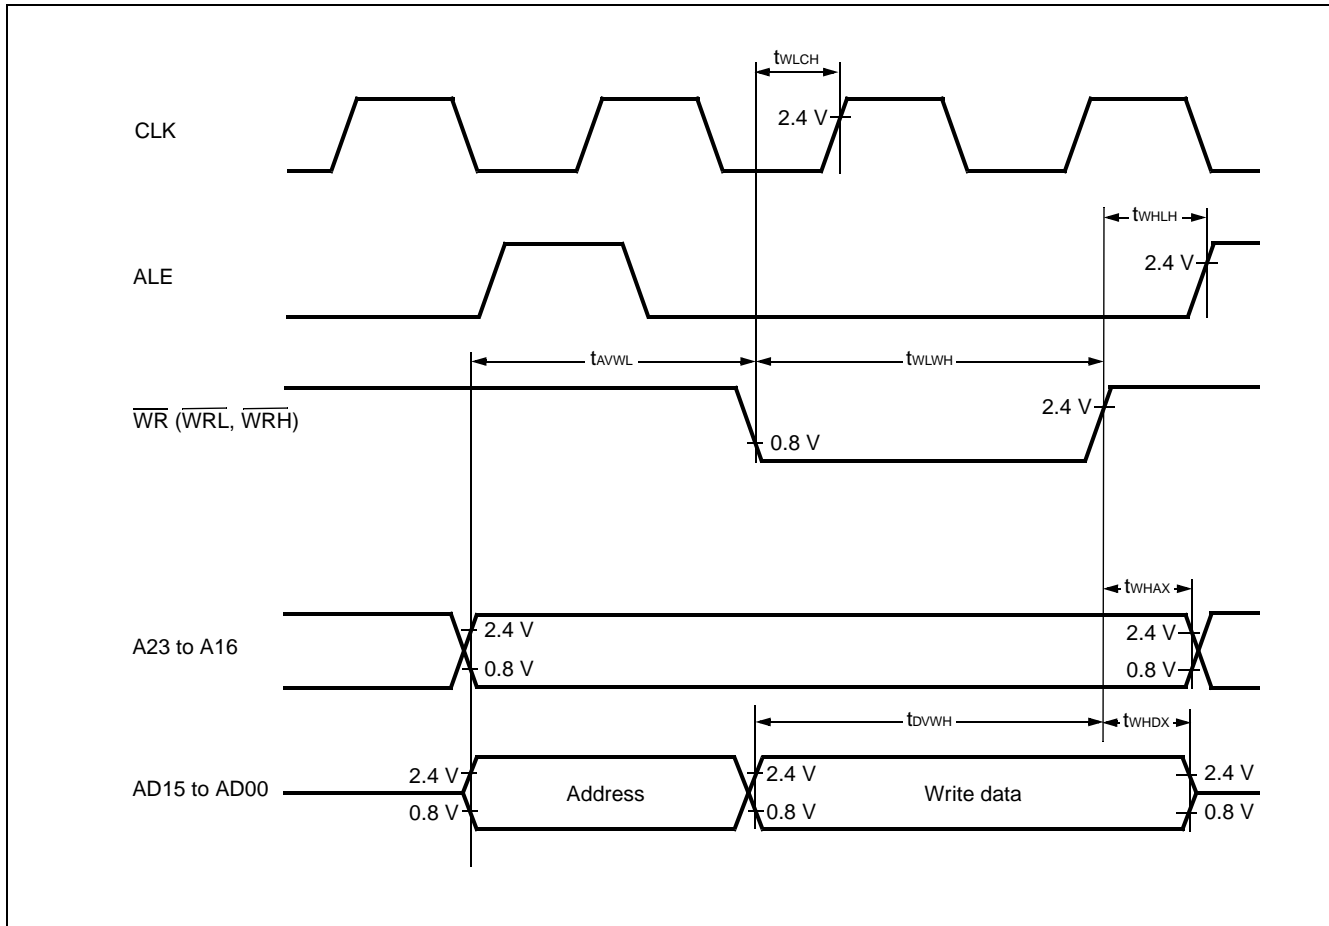 tWLCH
2.4 V
CLK
tWHLH
2.4 V
ALE
tAVWL
tWLWH
2.4 V
WR (WRL, WRH)
0.8 V
tWHAX
2.4 V
2.4 V
A23 to A16
0.8 V
0.8 V
tDVWH
tWHDX
2.4 V
2.4 V
2.4 V
AD15 to AD00
Address
Write data
0.8 V
0.8 V
0.8 V